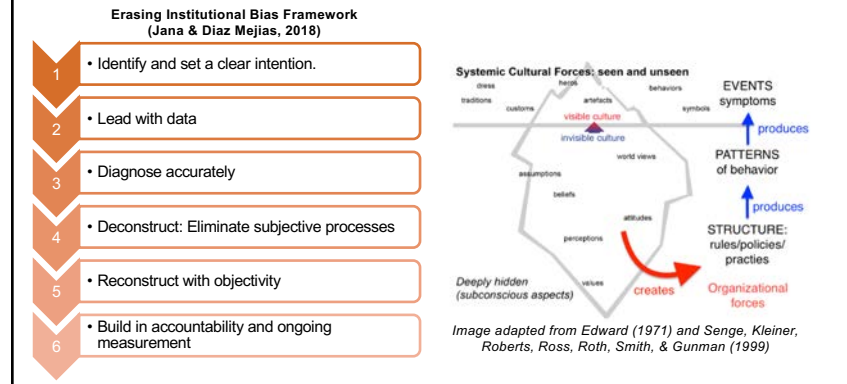 Erasing Institutional Bias Framework
(Jana & Diaz Mejias, 2018)
1
• Identify and set a clear intention.
2
• Lead with data
3
• Diagnose accurately
4
• Deconstruct: Eliminate subjective processes
5
• Reconstruct with objectivity
6
• Build in accountability and ongoing
measurement
Systemic Cultural Forces: seen and unseen
dress
heros
behaviors
traditions
customs
artefacts
symbols
visible culture
invisible culture
world views
assumptions
beliefs
attitudes
perceptions
values
Deeply hidden
(subconscious aspects)
creates
EVENTS
symptoms
produces
PATTERNS
of behavior
produces
STRUCTURE:
rules/policies/
practies
Organizational
forces
Image adapted from Edward (1971) and Senge, Kleiner,
Roberts, Ross, Roth, Smith, & Gunman (1999)